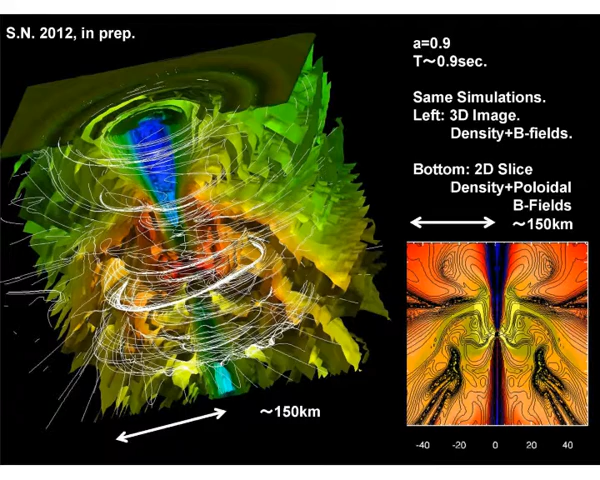 S.N. 2012, in prep.
a=0.9
T～0.9sec.
Same Simulations.
Left: 3D Image.
Density+B-fields.
Bottom: 2D Slice
Density+Poloidal
B-Fields
～150km
～150km
-40 -20 0 20 40